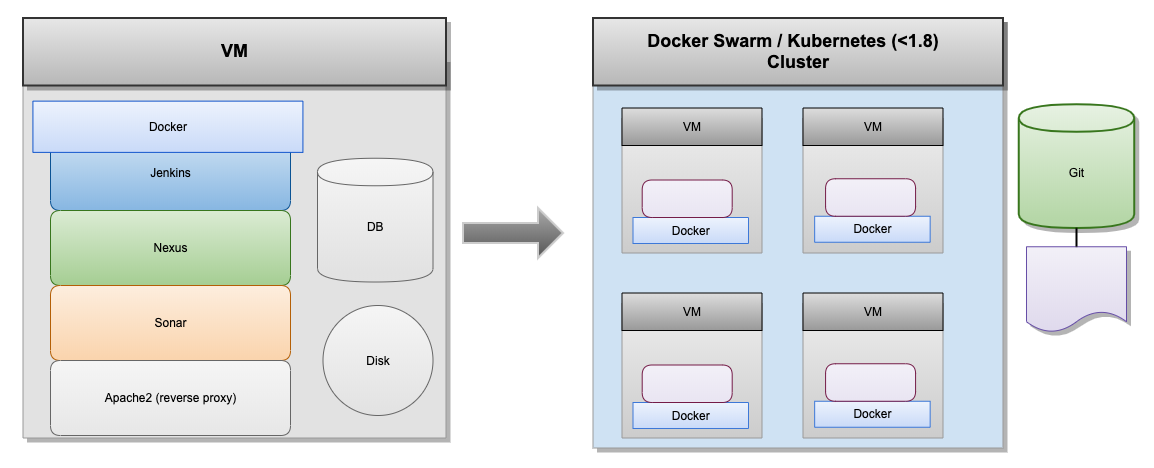 VM
Docker
Jenkins
Nexus
Sonar
Apache2 (reverse proxy)
DB
Disk
Docker Swarm / Kubernetes (<1.8)
Cluster
VM
Docker
VM
Docker
VM
Docker
VM
Docker
Git